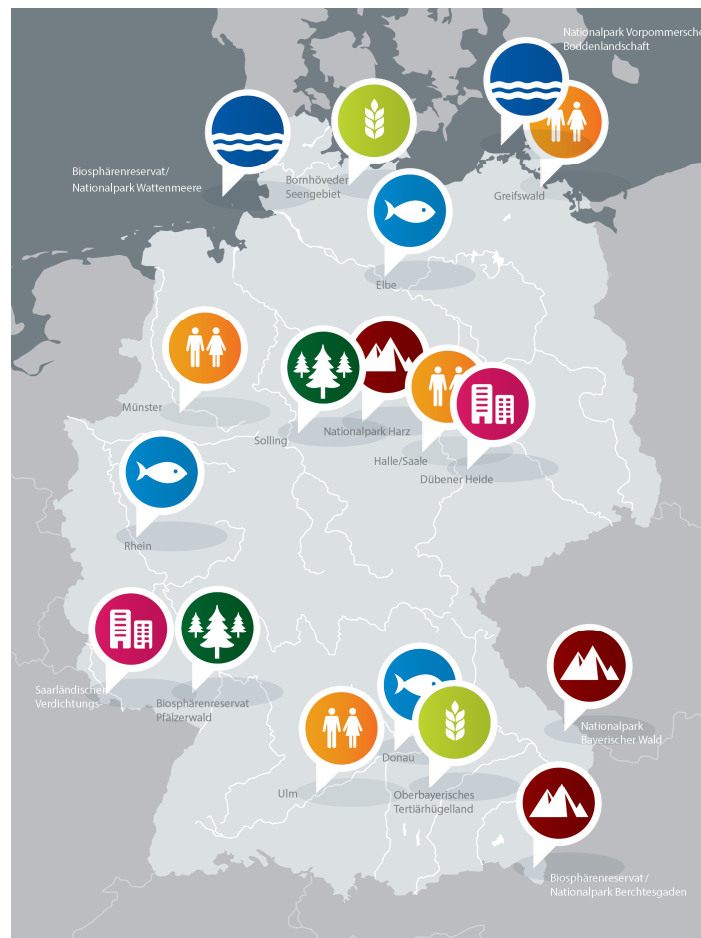 Nationalpark Vorpommersche
Boddenlandschaft
Biosphärenreservat/
Nationalpark Wattenmeere
Bornhöveder
Seengebiet
Greifswald
Elbe
Münster
Solling
Nationalpark Harz
Halle/Saale
Dübener Heide
Rhein
Saarländischer
Verdichtungs-
Biosphärenreservat
Pfälzerwald
Nationalpark
Bayerischer Wald
Donau
Ulm
Oberbayerisches
Tertiärhügelland
Biosphärenreservat /
Nationalpark Berchtesgaden